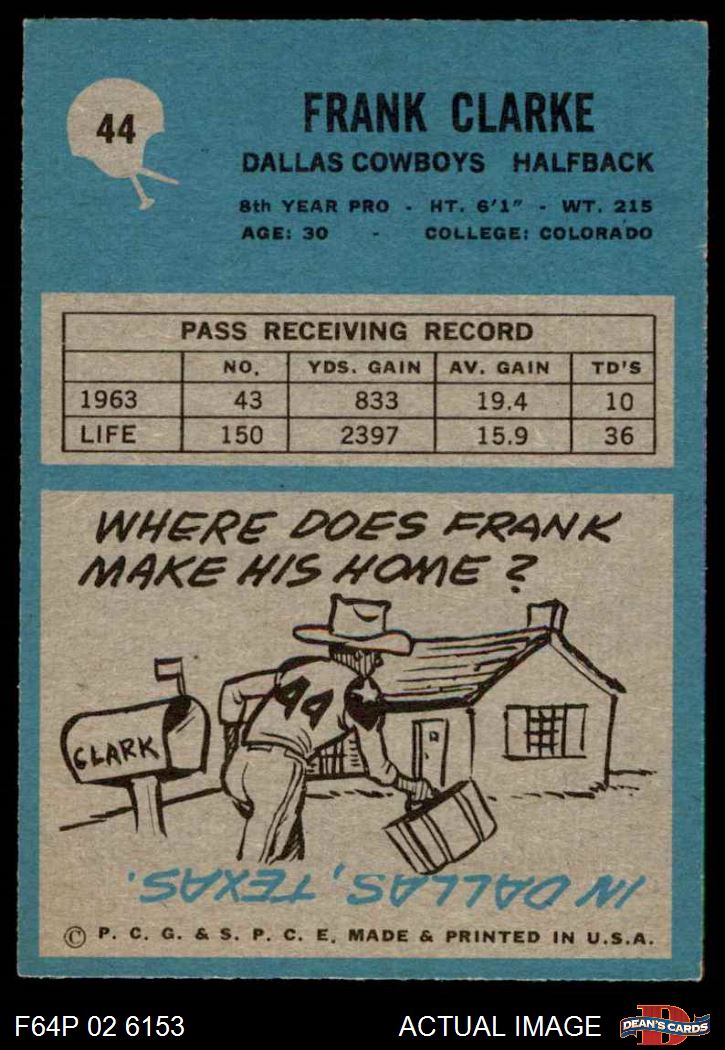 44
FRANK CLARKE
DALLAS COWBOYS HALFBACK
8th YEAR PRO - HT. 6'1" - WT. 215
AGE: 30 - COLLEGE: COLORADO
PASS RECEIVING RECORD
NO. YDS. GAIN AV. GAIN TD'S
1963 43 833 19.4 10
LIFE 150 2397 15.9 36
WHERE DOES FRANK
MAKE HIS HOME?
44
CLARK
IN DALLAS, TEXAS.
© P. C. G. & S. P. C. E. MADE & PRINTED IN U.S.A.
F64P 02 6153 ACTUAL IMAGE
D
DEAN'S CARDS